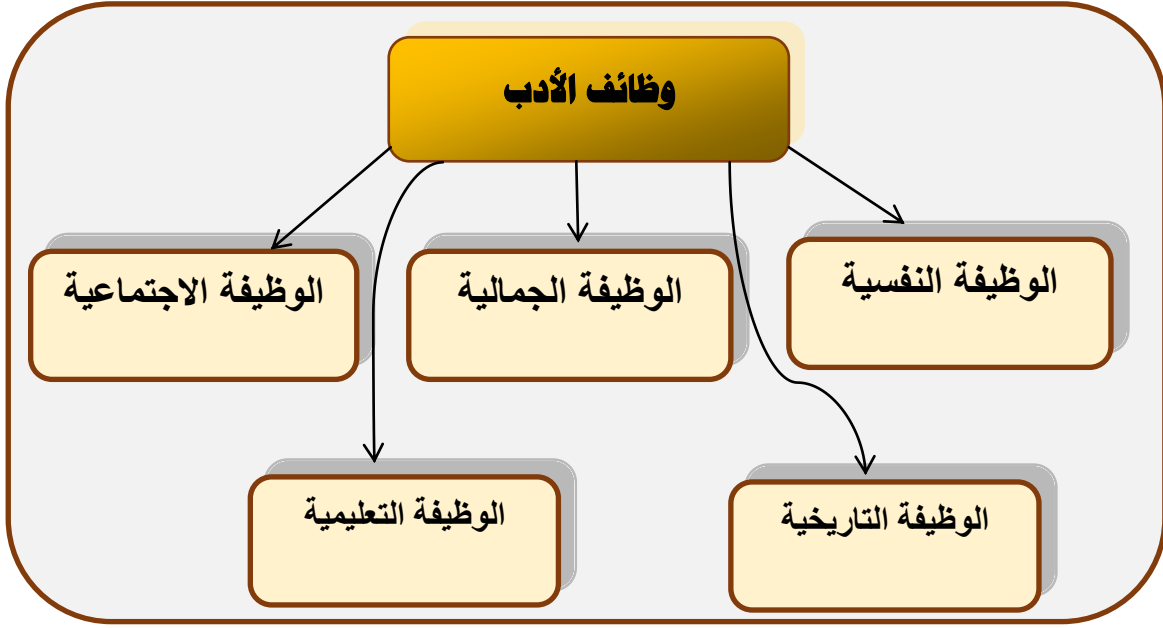 وظائف الأدب
الوظيفة النفسية
الوظيفة الجمالية
الوظيفة الاجتماعية
الوظيفة التاريخية
الوظيفة التعليمية